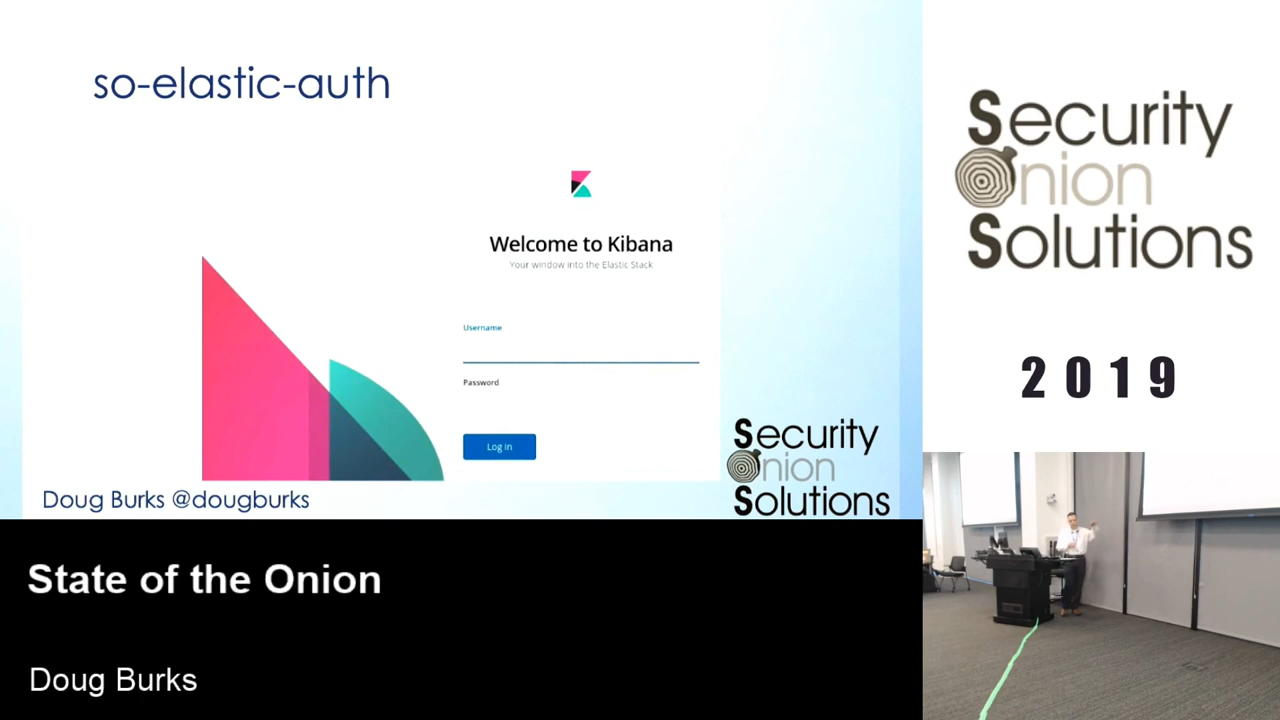 so-elastic-auth
Welcome to Kibana
Your window into the Elastic Stack
Username
Password
Log in
Doug Burks @dougburks
Security
Onion
Solutions
State of the Onion
Doug Burks
Security
Onion
Solutions
2019